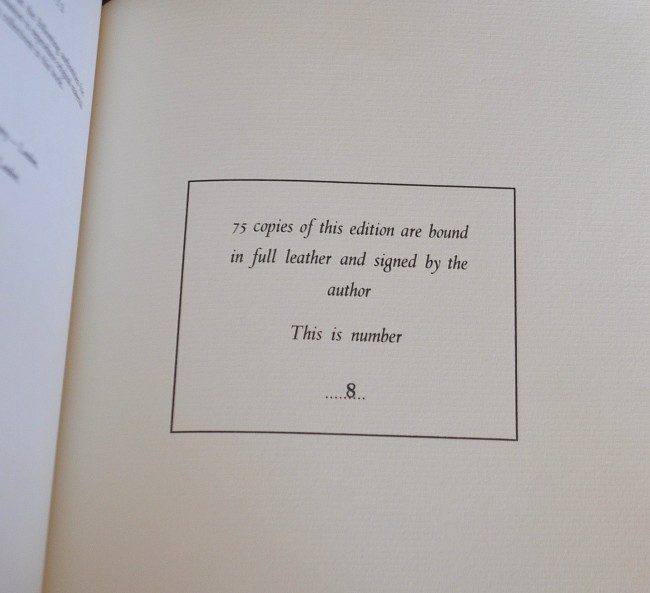 75 copies of this edition are bound
in full leather and signed by the
author
This is number
.....8...